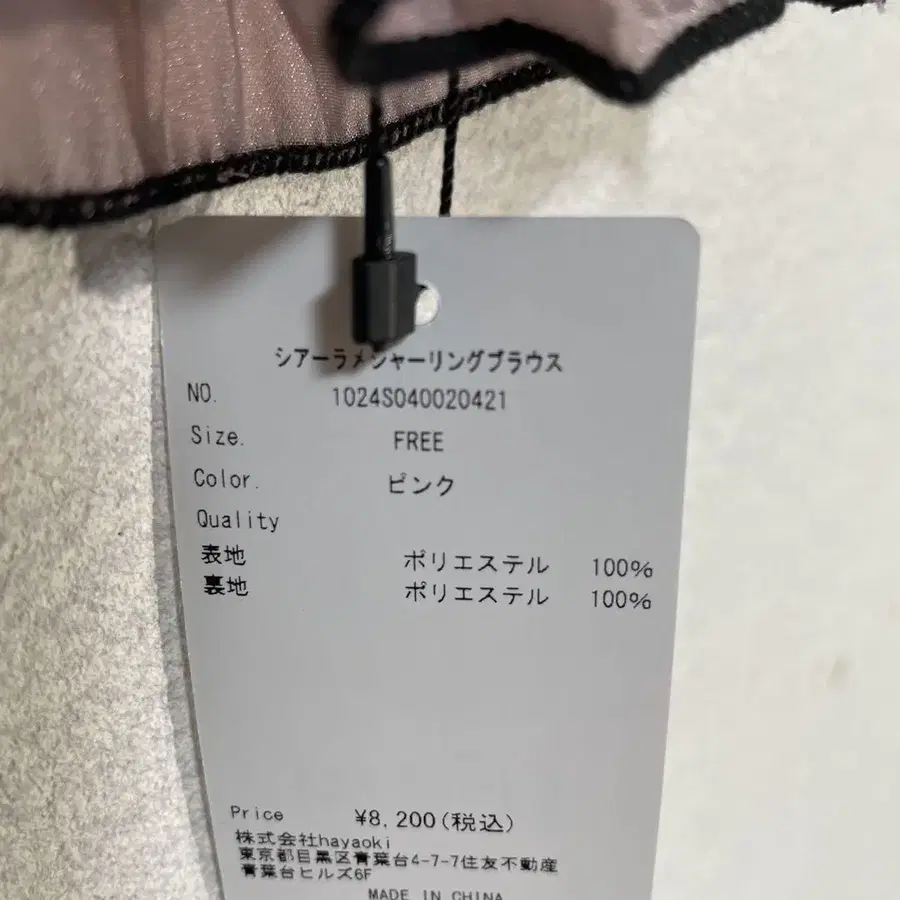 シアーラメシャーリングブラウス
NO. 1024S040020421
Size. FREE
Color. ピンク
Quality
表地 ポリエステル 100%
裏地 ポリエステル 100%
Price ¥8,200(税込)
株式会社hayaoki
東京都目黒区青葉台4-7-7住友不動産
青葉台ヒルズ6F
MADE IN CHINA